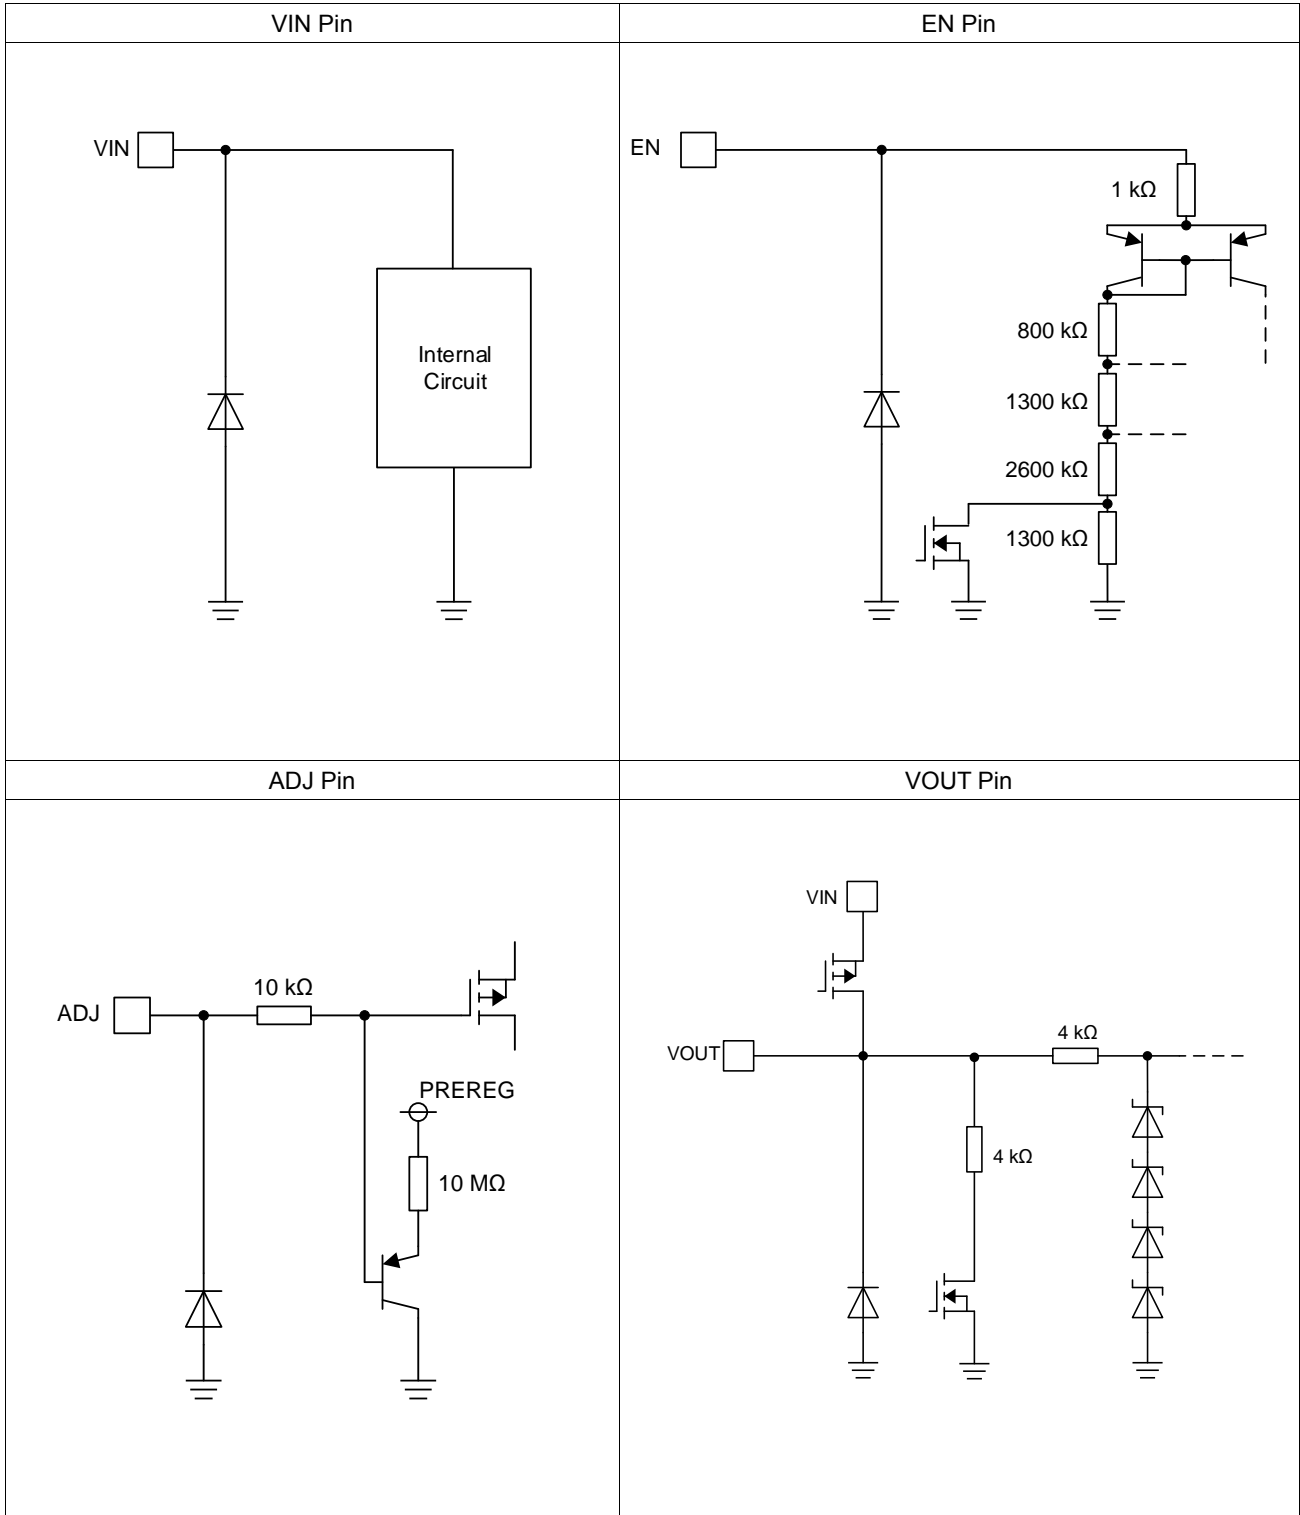 VIN Pin
EN Pin
VIN
Internal
Circuit
EN
1 kΩ
800 kΩ
1300 kΩ
2600 kΩ
1300 kΩ
ADJ Pin
VOUT Pin
ADJ
10 kΩ
PREREG
10 MΩ
VIN
VOUT
4 kΩ
4 kΩ